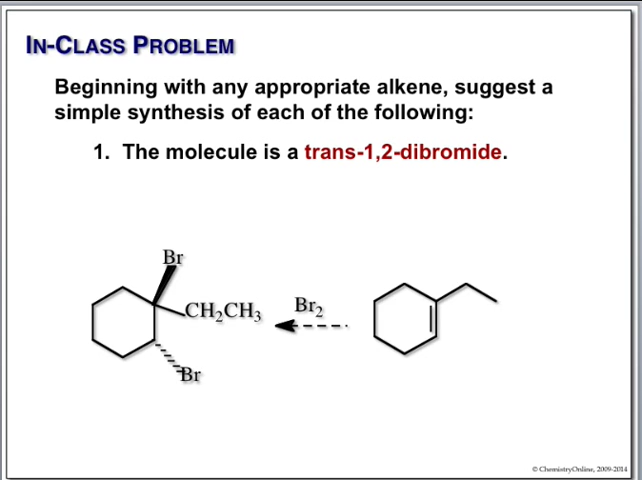 IN-CLASS PROBLEM
Beginning with any appropriate alkene, suggest a
simple synthesis of each of the following:
1. The molecule is a trans-1,2-dibromide.
Br
CH₂CH₃
Br₂
Br
© ChemistryOnline, 2009-2014